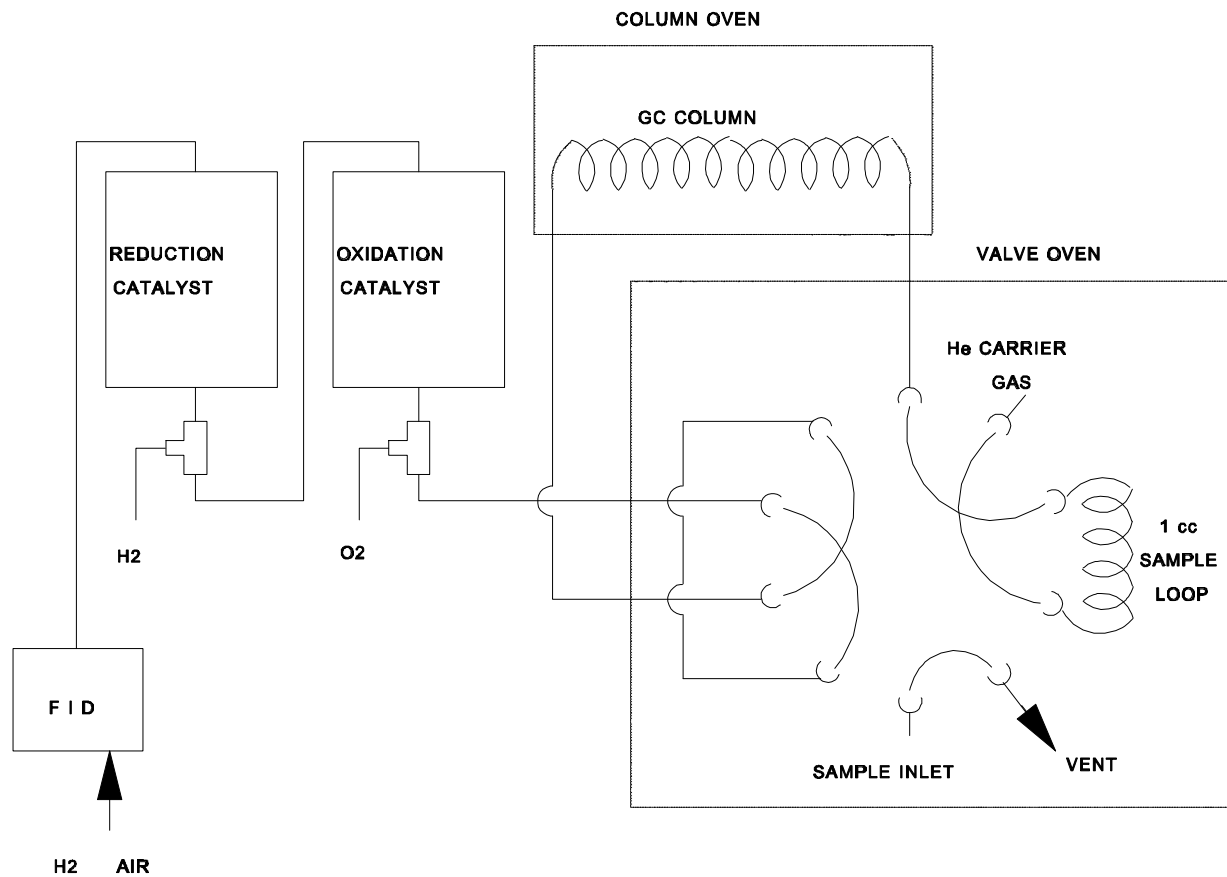 COLUMN OVEN
GC COLUMN
REDUCTION
CATALYST
OXIDATION
CATALYST
VALVE OVEN
He CARRIER
GAS
H2
O2
1 cc
SAMPLE
LOOP
F I D
SAMPLE INLET
VENT
H2 AIR